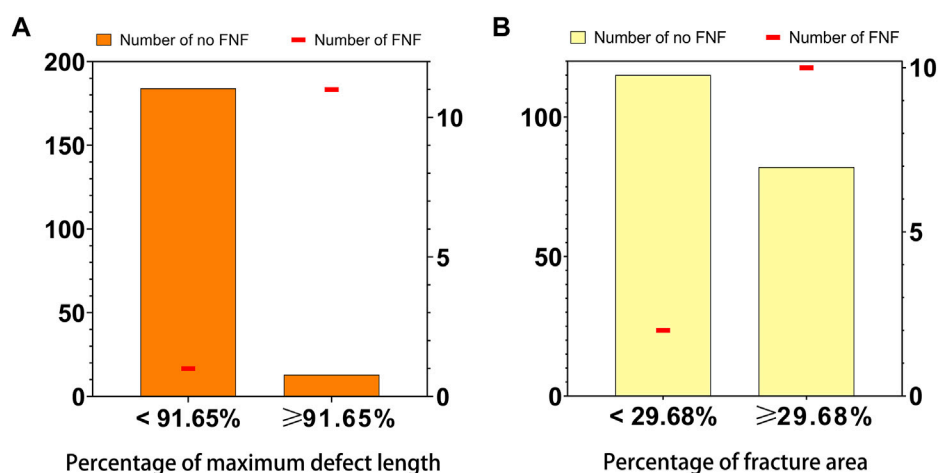 A
Number of no FNF
Number of FNF
200
150
100
50
0
10
5
0
< 91.65%
≥91.65%
Percentage of maximum defect length
B
Number of no FNF
Number of FNF
100
50
0
10
5
0
< 29.68%
≥29.68%
Percentage of fracture area